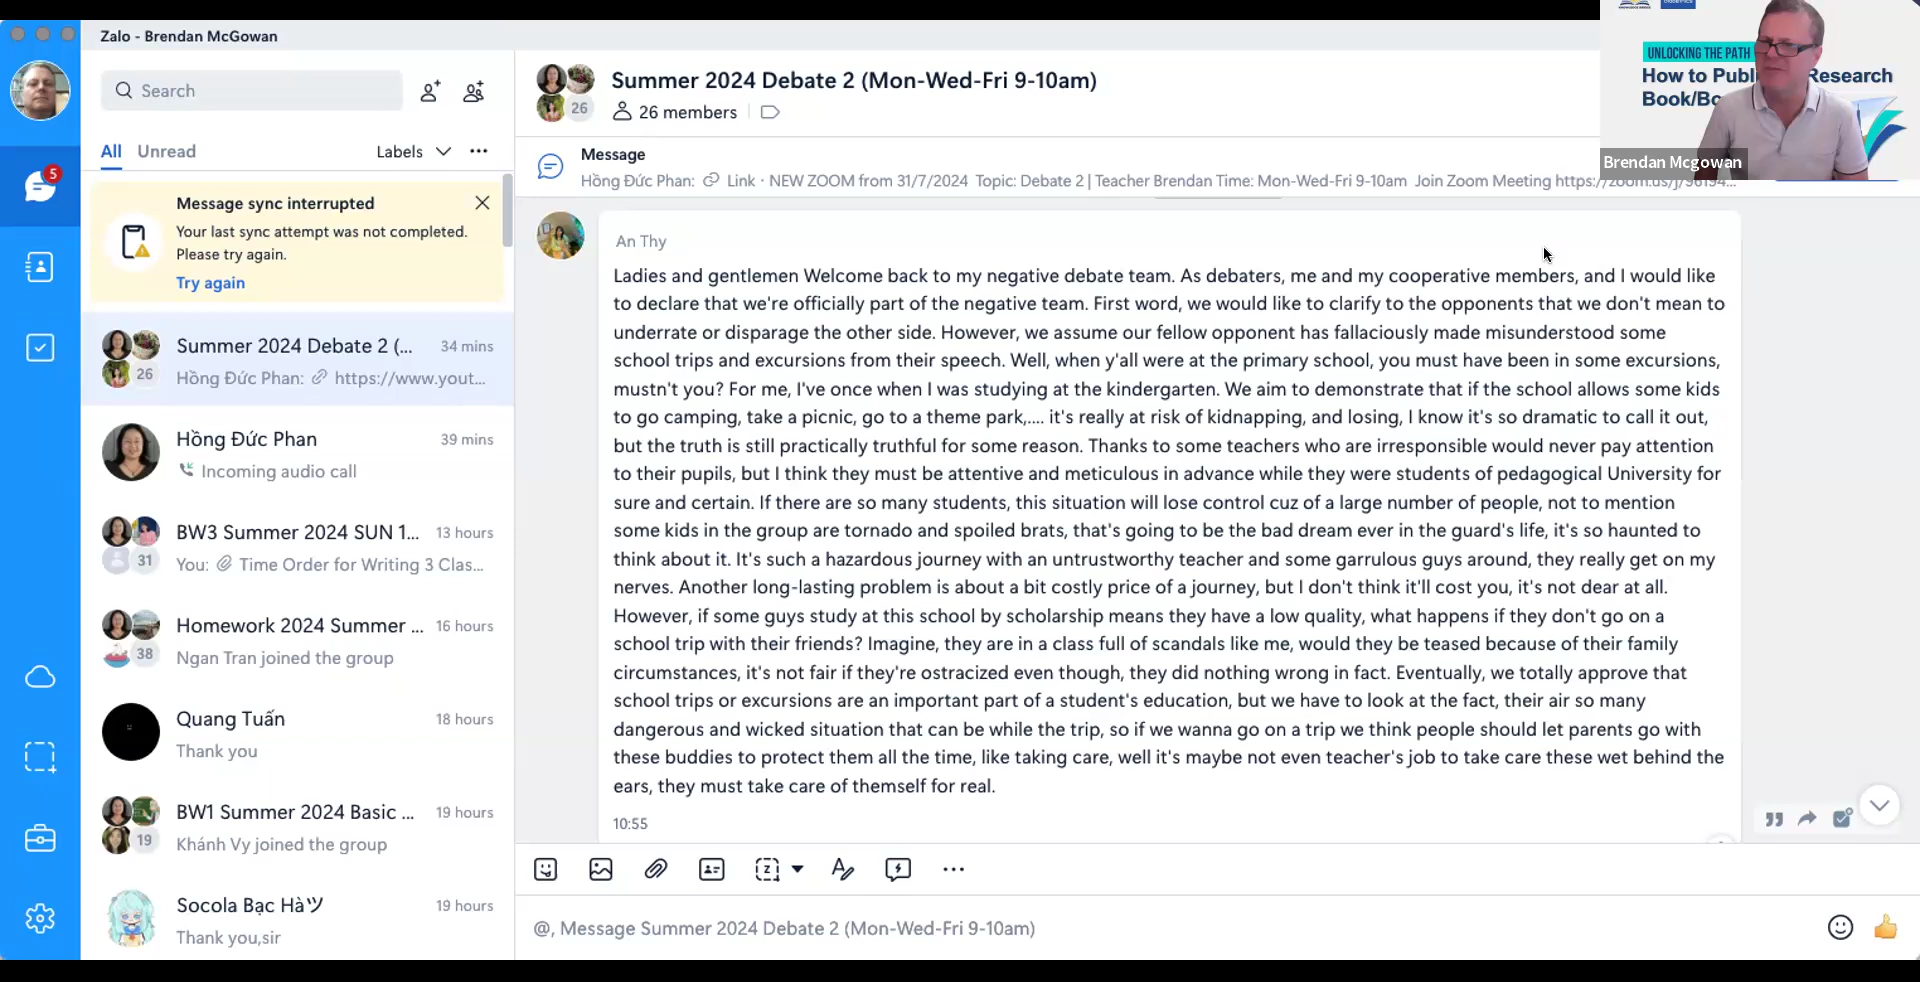 Zalo - Brendan McGowan
Search
All Unread Labels
5
Message sync interrupted
Your last sync attempt was not completed.
Please try again.
Try again
Summer 2024 Debate 2 (... 34 mins
26 Hồng Đức Phan: https://www.yout...
Hồng Đức Phan 39 mins
Incoming audio call
BW3 Summer 2024 SUN 1... 13 hours
31 You: Time Order for Writing 3 Clas...
Homework 2024 Summer ... 16 hours
38 Ngan Tran joined the group
Quang Tuấn 18 hours
Thank you
BW1 Summer 2024 Basic ... 19 hours
19 Khánh Vy joined the group
Socola Bạc Hàツ 19 hours
Thank you,sir
Summer 2024 Debate 2 (Mon-Wed-Fri 9-10am)
26 26 members
Message
Hồng Đức Phan: Link · NEW ZOOM from 31/7/2024 Topic: Debate 2 | Teacher Brendan Time: Mon-Wed-Fri 9-10am Join Zoom Meeting https://zoom.us/j/96194...
An Thy
Ladies and gentlemen Welcome back to my negative debate team. As debaters, me and my cooperative members, and I would like
to declare that we're officially part of the negative team. First word, we would like to clarify to the opponents that we don't mean to
underrate or disparage the other side. However, we assume our fellow opponent has fallaciously made misunderstood some
school trips and excursions from their speech. Well, when y'all were at the primary school, you must have been in some excursions,
mustn't you? For me, I've once when I was studying at the kindergarten. We aim to demonstrate that if the school allows some kids
to go camping, take a picnic, go to a theme park,.... it's really at risk of kidnapping, and losing, I know it's so dramatic to call it out,
but the truth is still practically truthful for some reason. Thanks to some teachers who are irresponsible would never pay attention
to their pupils, but I think they must be attentive and meticulous in advance while they were students of pedagogical University for
sure and certain. If there are so many students, this situation will lose control cuz of a large number of people, not to mention
some kids in the group are tornado and spoiled brats, that's going to be the bad dream ever in the guard's life, it's so haunted to
think about it. It's such a hazardous journey with an untrustworthy teacher and some garrulous guys around, they really get on my
nerves. Another long-lasting problem is about a bit costly price of a journey, but I don't think it'll cost you, it's not dear at all.
However, if some guys study at this school by scholarship means they have a low quality, what happens if they don't go on a
school trip with their friends? Imagine, they are in a class full of scandals like me, would they be teased because of their family
circumstances, it's not fair if they're ostracized even though, they did nothing wrong in fact. Eventually, we totally approve that
school trips or excursions are an important part of a student's education, but we have to look at the fact, their air so many
dangerous and wicked situation that can be while the trip, so if we wanna go on a trip we think people should let parents go with
these buddies to protect them all the time, like taking care, well it's maybe not even teacher's job to take care these wet behind the
ears, they must take care of themself for real.
10:55
@, Message Summer 2024 Debate 2 (Mon-Wed-Fri 9-10am)
UNLOCKING THE PATH
How to Publ Research
Book/Bo
Brendan Mcgowan